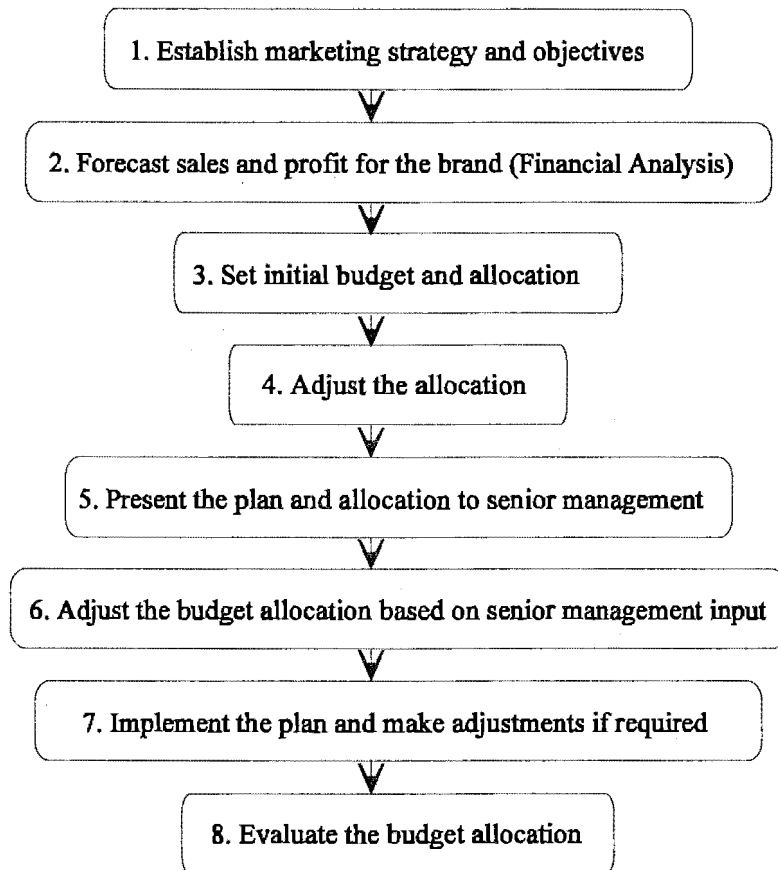 1. Establish marketing strategy and objectives
2. Forecast sales and profit for the brand (Financial Analysis)
3. Set initial budget and allocation
4. Adjust the allocation
5. Present the plan and allocation to senior management
6. Adjust the budget allocation based on senior management input
7. Implement the plan and make adjustments if required
8. Evaluate the budget allocation